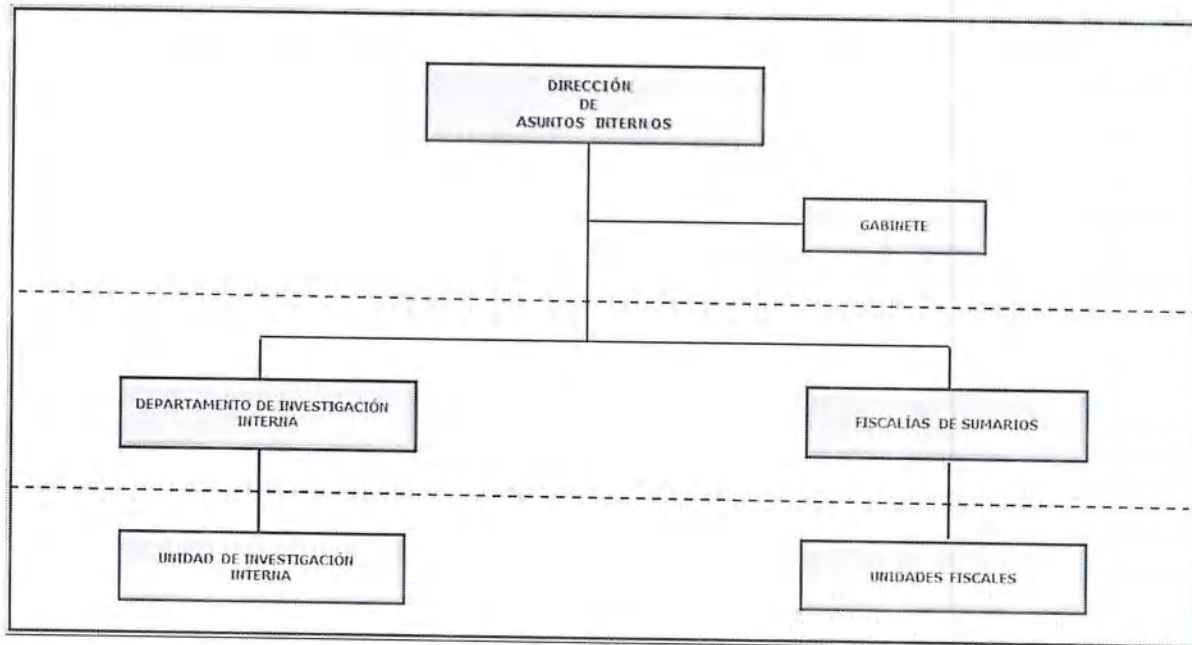 DIRECCIÓN
DE
ASUNTOS INTERNOS
GABINETE
DEPARTAMENTO DE INVESTIGACIÓN
INTERNA
FISCALÍAS DE SUMARIOS
UNIDAD DE INVESTIGACIÓN
INTERNA
UNIDADES FISCALES